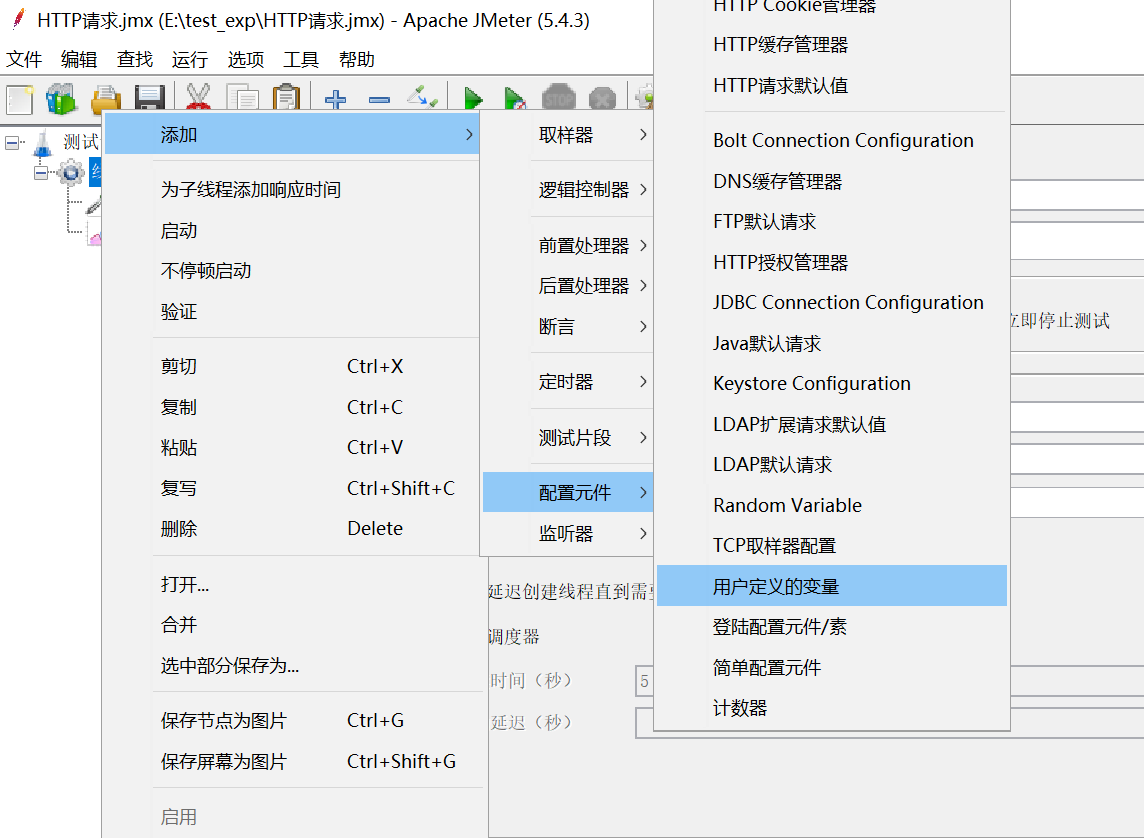 HTTP请求.jmx (E:\test_exp\HTTP请求.jmx) - Apache JMeter (5.4.3)
文件 编辑 查找 运行 选项 工具 帮助
STOP
测试
添加
为子线程添加响应时间
启动
不停顿启动
验证
剪切 Ctrl+X
复制 Ctrl+C
粘贴 Ctrl+V
复写 Ctrl+Shift+C
删除 Delete
打开...
合并
选中部分保存为...
保存节点为图片 Ctrl+G
保存屏幕为图片 Ctrl+Shift+G
启用
取样器
逻辑控制器
前置处理器
后置处理器
断言
定时器
测试片段
配置元件
监听器
HTTP Cookie管理器
HTTP缓存管理器
HTTP请求默认值
Bolt Connection Configuration
DNS缓存管理器
FTP默认请求
HTTP授权管理器
JDBC Connection Configuration
Java默认请求
Keystore Configuration
LDAP扩展请求默认值
LDAP默认请求
Random Variable
TCP取样器配置
用户定义的变量
登陆配置元件/素
简单配置元件
计数器
立即停止测试
延迟创建线程直到需要
调度器
时间（秒） 5
延迟（秒）